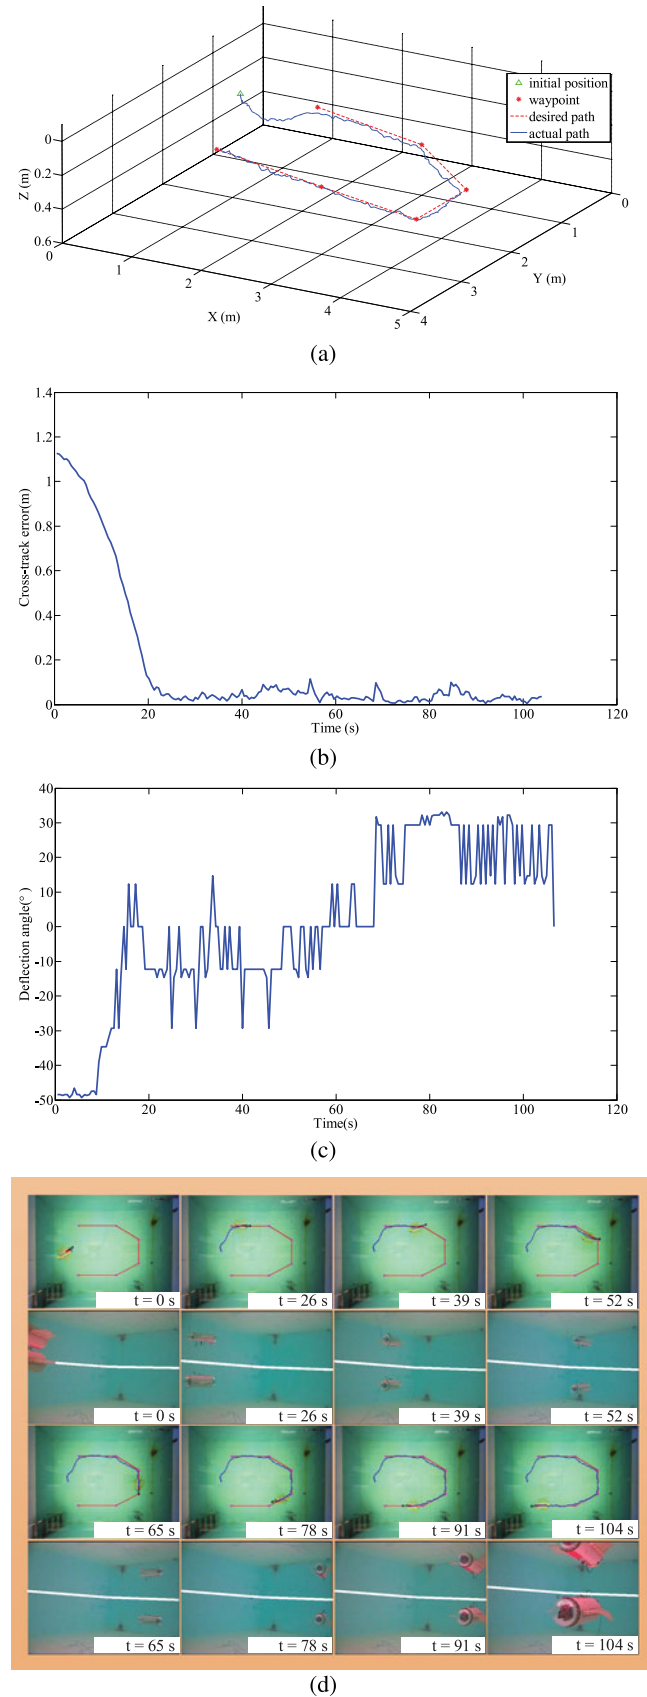 initial position
waypoint
desired path
actual path
0
0.2
0.4
0.6
Z (m)
0
1
2
3
4
5
X (m)
4
3
2
1
0
Y (m)
(a)
1.4
1.2
1
0.8
0.6
0.4
0.2
0
Cross-track error(m)
0
20
40
60
80
100
120
Time (s)
(b)
40
30
20
10
0
-10
-20
-30
-40
-50
Deflection angle(°)
0
20
40
60
80
100
120
Time(s)
(c)
t = 0 s
t = 26 s
t = 39 s
t = 52 s
t = 0 s
t = 26 s
t = 39 s
t = 52 s
t = 65 s
t = 78 s
t = 91 s
t = 104 s
t = 65 s
t = 78 s
t = 91 s
t = 104 s
(d)